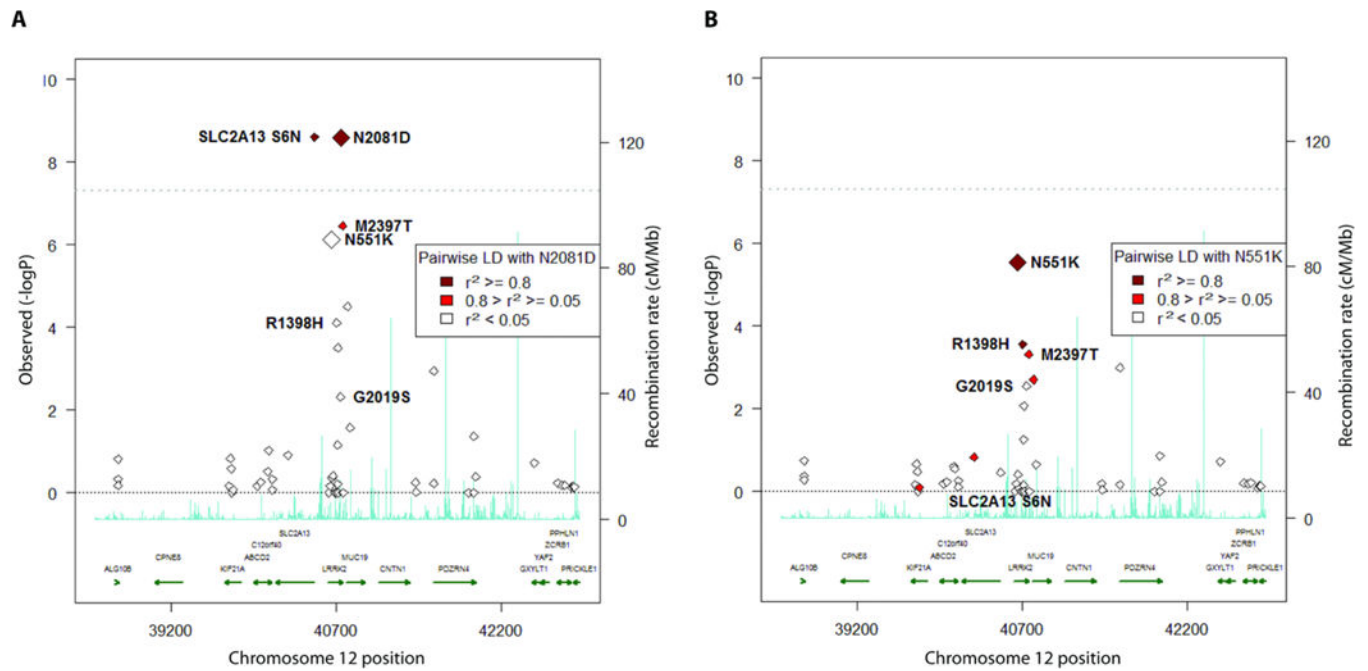 A
10
8
6
4
2
0
Observed (-logP)
120
80
40
0
Recombination rate (cM/Mb)
SLC2A13 S6N
N2081D
M2397T
N551K
R1398H
G2019S
Pairwise LD with N2081D
r² >= 0.8
0.8 > r² >= 0.05
r² < 0.05
SLC2A13
PPHLN1
C12orf40
ZCRB1
CPNE8
ABCD2
MUC19
YAF2
ALG10B
KIF21A
LRRK2
CNTN1
PDZRN4
GXYLT1
PRICKLE1
39200
40700
42200
Chromosome 12 position
B
10
8
6
4
2
0
Observed (-logP)
120
80
40
0
Recombination rate (cM/Mb)
N551K
R1398H
M2397T
G2019S
SLC2A13 S6N
Pairwise LD with N551K
r² >= 0.8
0.8 > r² >= 0.05
r² < 0.05
SLC2A13
PPHLN1
C12orf40
ZCRB1
CPNE8
ABCD2
MUC19
YAF2
ALG10B
KIF21A
LRRK2
CNTN1
PDZRN4
GXYLT1
PRICKLE1
39200
40700
42200
Chromosome 12 position